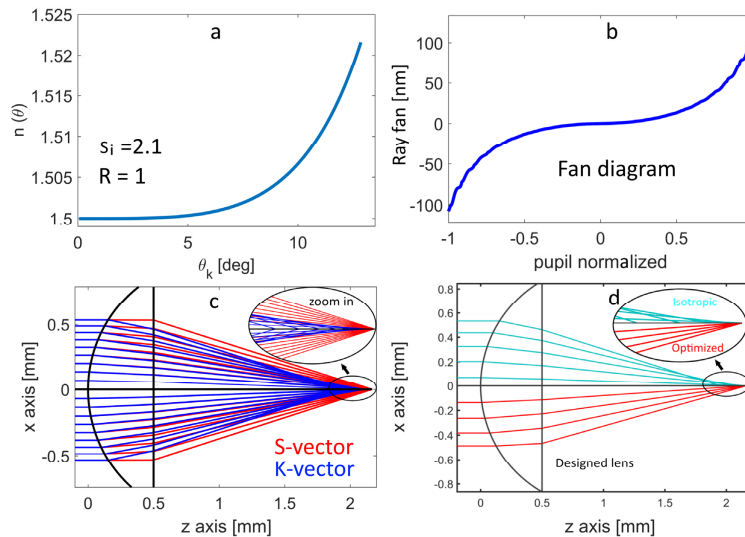 a
n (θ)
1.525
1.52
1.515
1.51
1.505
1.5
s i =2.1
R = 1
0
5
10
θk [deg]
b
Ray fan [nm]
100
50
0
-50
-100
Fan diagram
-1
-0.5
0
0.5
pupil normalized
c
x axis [mm]
0.5
0
-0.5
zoom in
S-vector
K-vector
0
0.5
1
1.5
2
z axis [mm]
d
x axis [mm]
0.8
0.6
0.4
0.2
0
-0.2
-0.4
-0.6
-0.8
Isotropic
Optimized
Designed lens
0
0.5
1
1.5
2
z axis [mm]